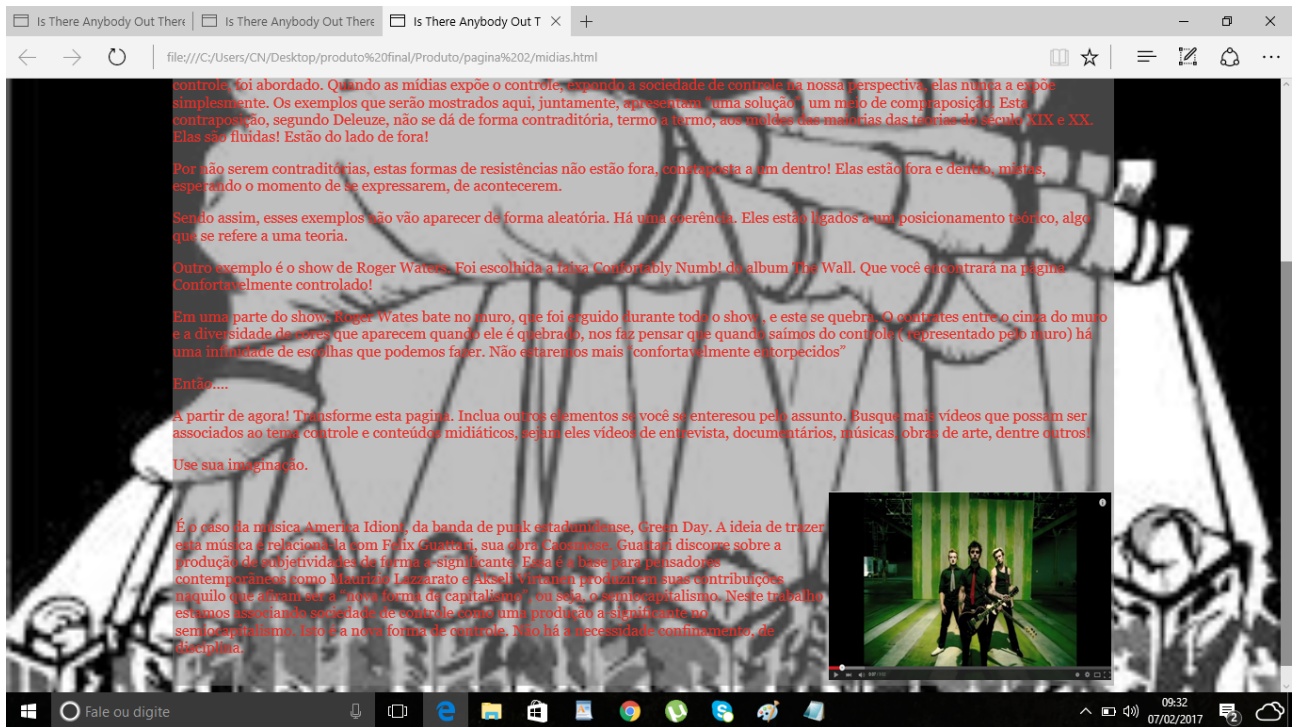 Is There Anybody Out There
Is There Anybody Out There
Is There Anybody Out T
file:///C:/Users/CN/Desktop/produto%20final/Produto/pagina%202/midias.html
controle, foi abordado. Quando as mídias expõe o controle, expondo a sociedade de controle na nossa perspectiva, elas nunca a expõe
simplesmente. Os exemplos que serão mostrados aqui, juntamente, apresentam "uma solução", um meio de compraposição. Esta
contraposição, segundo Deleuze, não se dá de forma contraditória, termo a termo, aos moldes das maiorias das teorias do século XIX e XX.
Elas são fluídas! Estão do lado de fora!
Por não serem contraditórias, estas formas de resistências não estão fora, constaposta a um dentro! Elas estão fora e dentro, mistas,
esperando o momento de se expressarem, de acontecerem.
Sendo assim, esses exemplos não vão aparecer de forma aleatória. Há uma coerência. Eles estão ligados a um posicionamento teórico, algo
que se refere a uma teoria.
Outro exemplo é o show de Roger Waters. Foi escolhida a faixa Confortably Numb! do album The Wall. Que você encontrará na pagina
Confortavelmente controlado!
Em uma parte do show, Roger Wates bate no muro, que foi erguido durante todo o show , e este se quebra. O contrates entre o cinza do muro
e a diversidade de cores que aparecem quando ele é quebrado, nos faz pensar que quando saímos do controle ( representado pelo muro) há
uma infinidade de escolhas que podemos fazer. Não estaremos mais "confortavelmente entorpecidos"
Então....
A partir de agora! Transforme esta pagina. Inclua outros elementos se você se enteresou pelo assunto. Busque mais vídeos que possam ser
associados ao tema controle e conteúdos midiáticos, sejam eles vídeos de entrevista, documentários, músicas, obras de arte, dentre outros!
Use sua imaginação.
É o caso da música America Idiont, da banda de punk estadunidense, Green Day. A ideia de trazer
esta música é relacioná-la com Felix Guattari, sua obra Caosmose. Guattari discorre sobre a
produção de subjetividades de forma a-significante. Essa é a base para pensadores
contemporâneos como Maurizio Lozzarato e Akseli Virtanen produzirem suas contribuições
naquilo que afiram ser a "nova forma de capitalismo", ou seja, o semiocapitalismo. Neste trabalho
estamos associando sociedade de controle como uma produção a-significante no
semiocapitalismo. Isto é a nova forma de controle. Não há a necessidade confinamento, de
disciplina.
Fale ou digite
09:32
07/02/2017
2